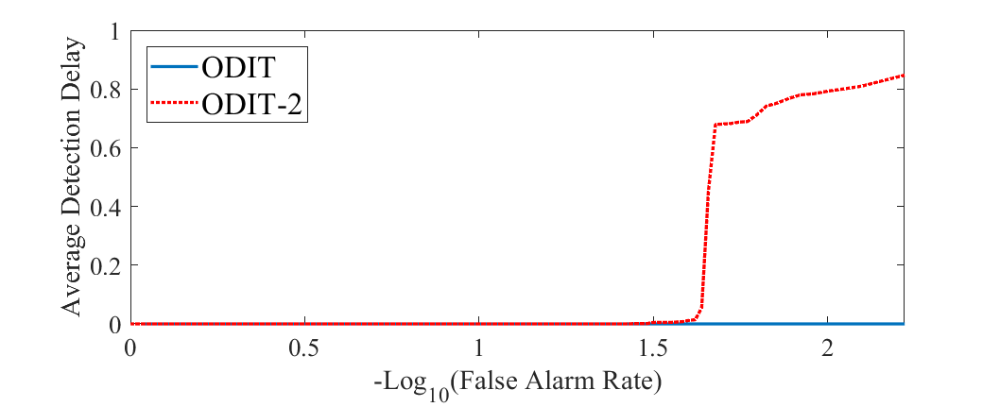 Average Detection Delay
1
0.8
0.6
0.4
0.2
0
ODIT
ODIT-2
0 0.5 1 1.5 2
-Log10(False Alarm Rate)